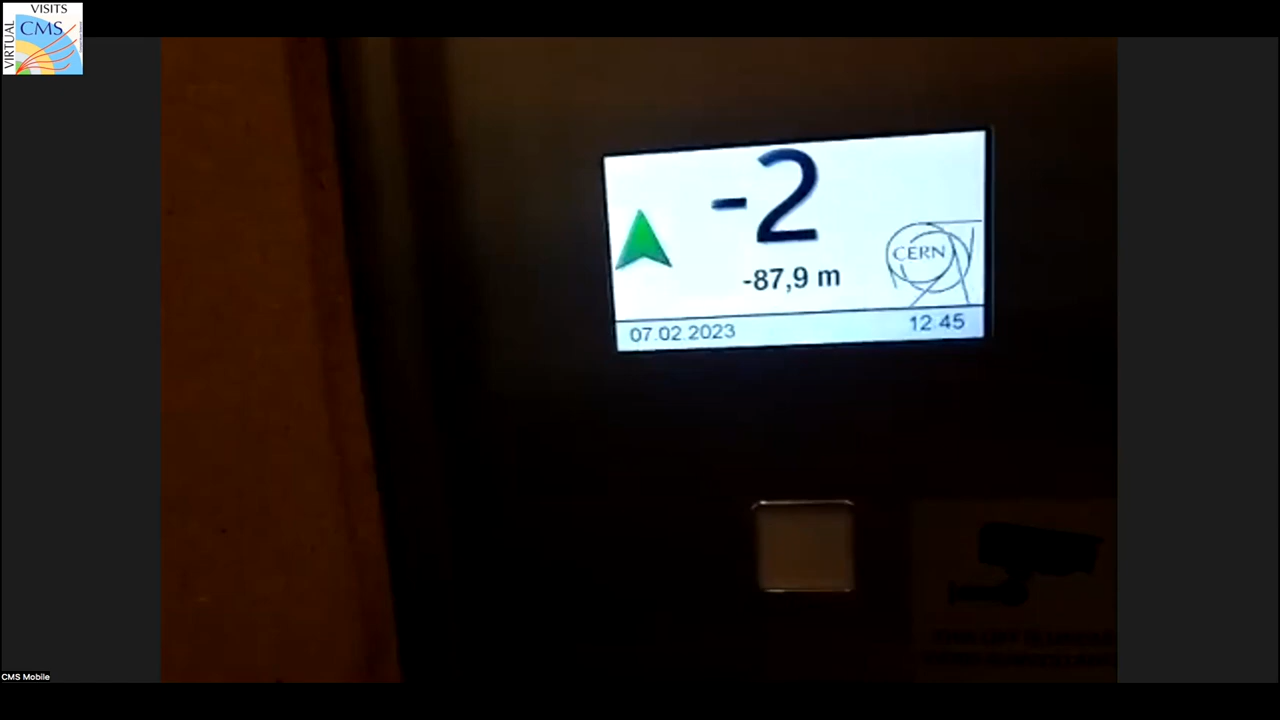 VISITS
CMS
VIRTUAL
-2
-87,9 m
CERN
07.02.2023
12:45
CMS Mobile